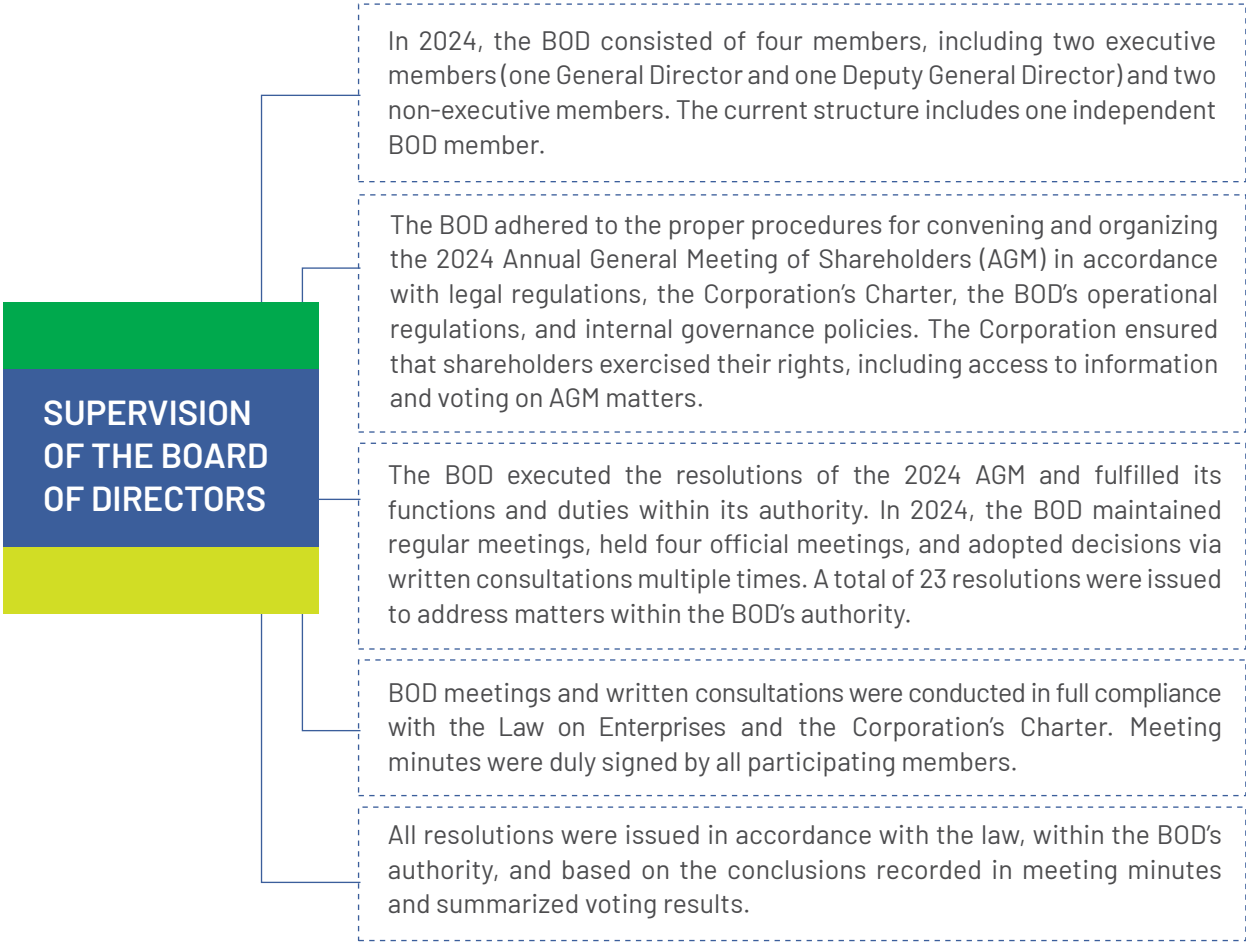 In 2024, the BOD consisted of four members, including two executive
members (one General Director and one Deputy General Director) and two
non-executive members. The current structure includes one independent
BOD member.
The BOD adhered to the proper procedures for convening and organizing
the 2024 Annual General Meeting of Shareholders (AGM) in accordance
with legal regulations, the Corporation’s Charter, the BOD’s operational
regulations, and internal governance policies. The Corporation ensured
that shareholders exercised their rights, including access to information
and voting on AGM matters.
SUPERVISION
OF THE BOARD
OF DIRECTORS
The BOD executed the resolutions of the 2024 AGM and fulfilled its
functions and duties within its authority. In 2024, the BOD maintained
regular meetings, held four official meetings, and adopted decisions via
written consultations multiple times. A total of 23 resolutions were issued
to address matters within the BOD’s authority.
BOD meetings and written consultations were conducted in full compliance
with the Law on Enterprises and the Corporation’s Charter. Meeting
minutes were duly signed by all participating members.
All resolutions were issued in accordance with the law, within the BOD’s
authority, and based on the conclusions recorded in meeting minutes
and summarized voting results.